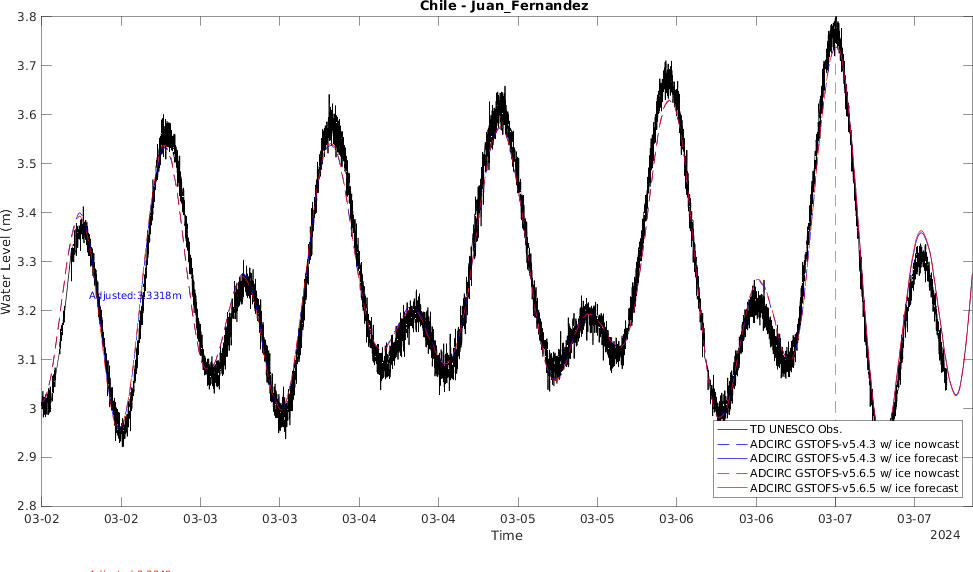 Chile - Juan_Fernandez
3.8
3.7
3.6
3.5
3.4
3.3
3.2
3.1
3
2.9
2.8
Water Level (m)
Adjusted:3.3318m
TD UNESCO Obs.
ADCIRC GSTOFS-v5.4.3 w/ ice nowcast
ADCIRC GSTOFS-v5.4.3 w/ ice forecast
ADCIRC GSTOFS-v5.6.5 w/ ice nowcast
ADCIRC GSTOFS-v5.6.5 w/ ice forecast
03-02 03-02 03-03 03-03 03-04 03-04 03-05 03-05 03-06 03-06 03-07 03-07
Time
2024